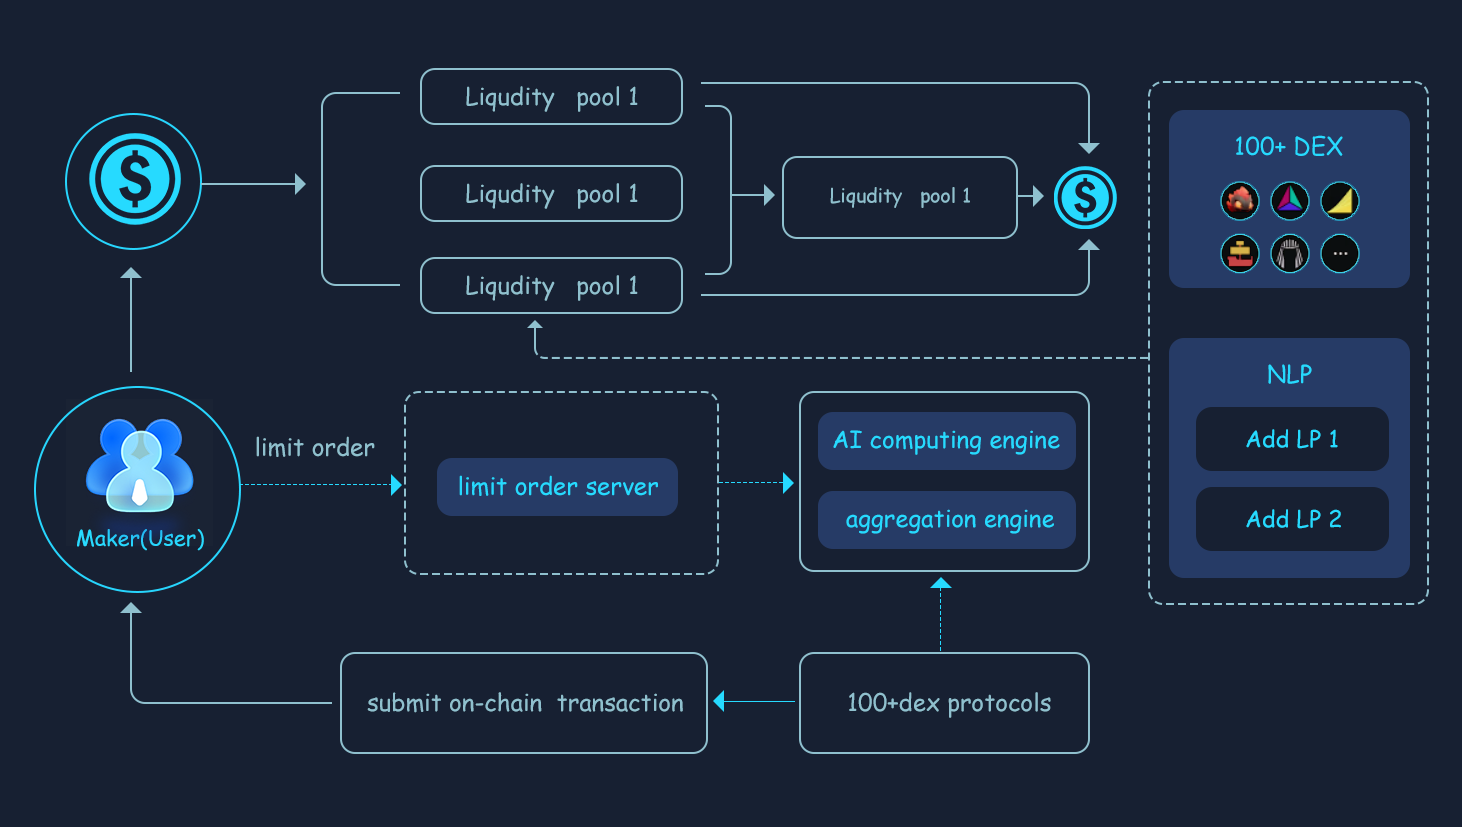 Liqudity pool 1
Liqudity pool 1
Liqudity pool 1
Liqudity pool 1
100+ DEX
...
NLP
Add LP 1
Add LP 2
Maker(User)
limit order
limit order server
AI computing engine
aggregation engine
submit on-chain transaction
100+dex protocols